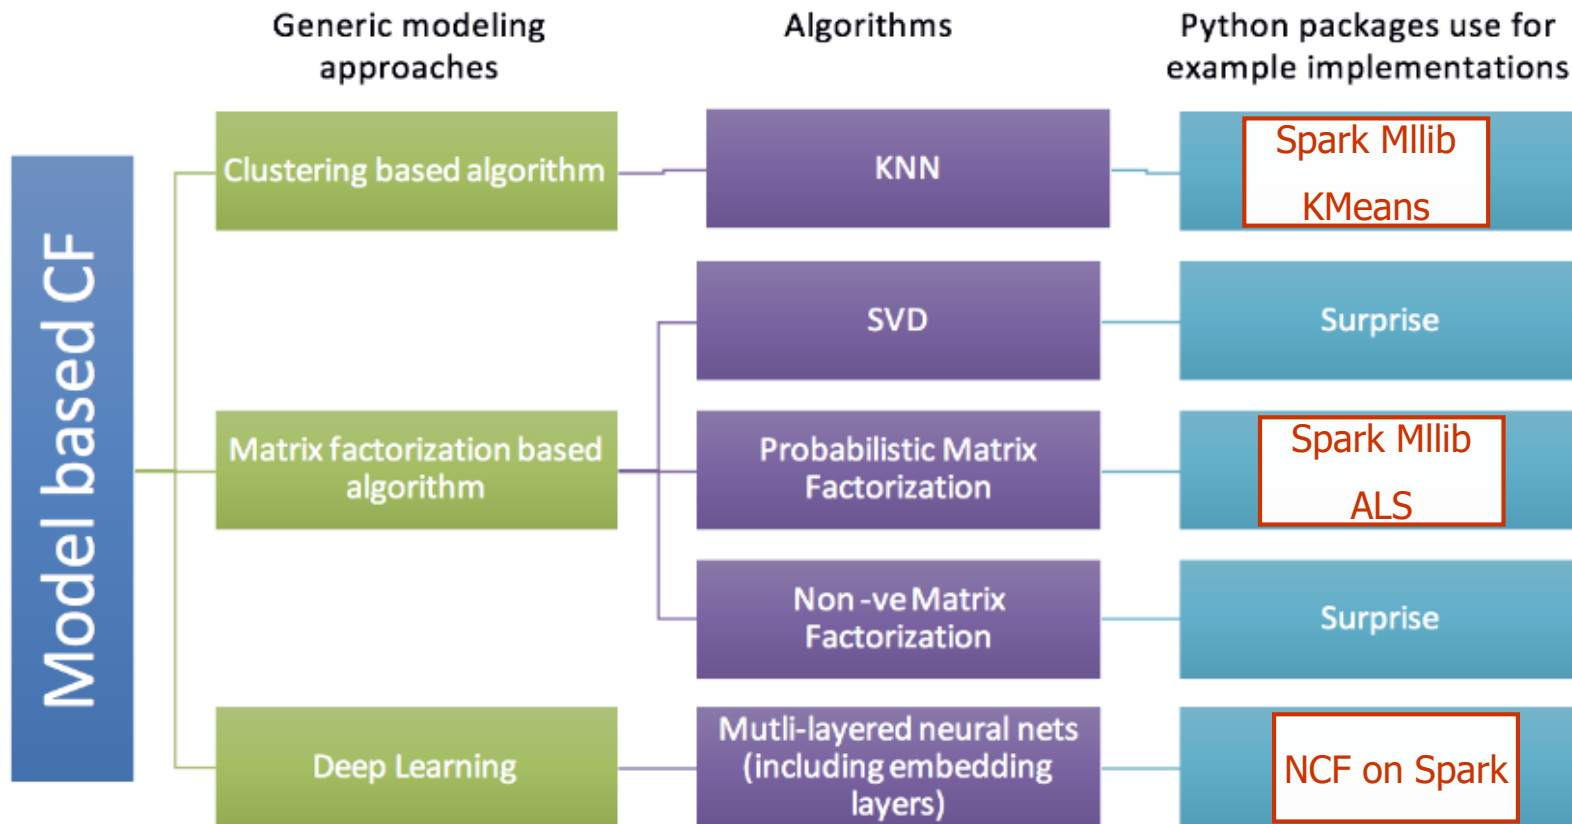 Generic modeling
approaches
Algorithms
Python packages use for
example implementations
Model based CF
Clustering based algorithm
KNN
Spark Mllib
KMeans
SVD
Surprise
Matrix factorization based
algorithm
Probabilistic Matrix
Factorization
Spark Mllib
ALS
Non -ve Matrix
Factorization
Surprise
Deep Learning
Mutli-layered neural nets
(including embedding
layers)
NCF on Spark